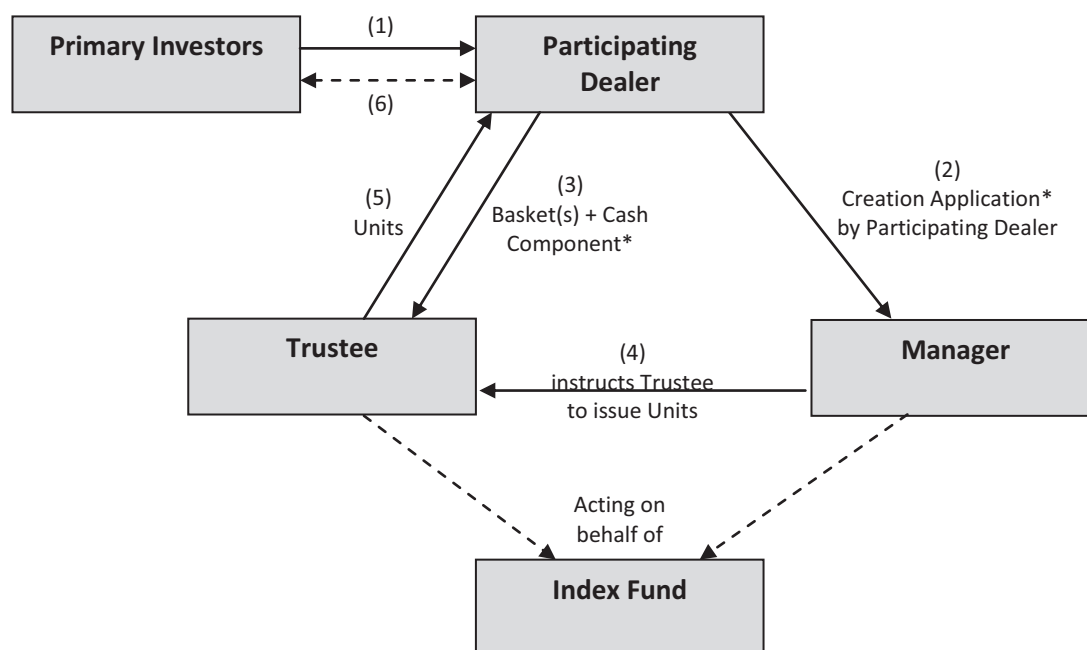 Primary Investors
(1)
(6)
Participating
Dealer
(5)
Units
(3)
Basket(s) + Cash
Component*
(2)
Creation Application*
by Participating Dealer
Trustee
(4)
instructs Trustee
to issue Units
Manager
Acting on
behalf of
Index Fund